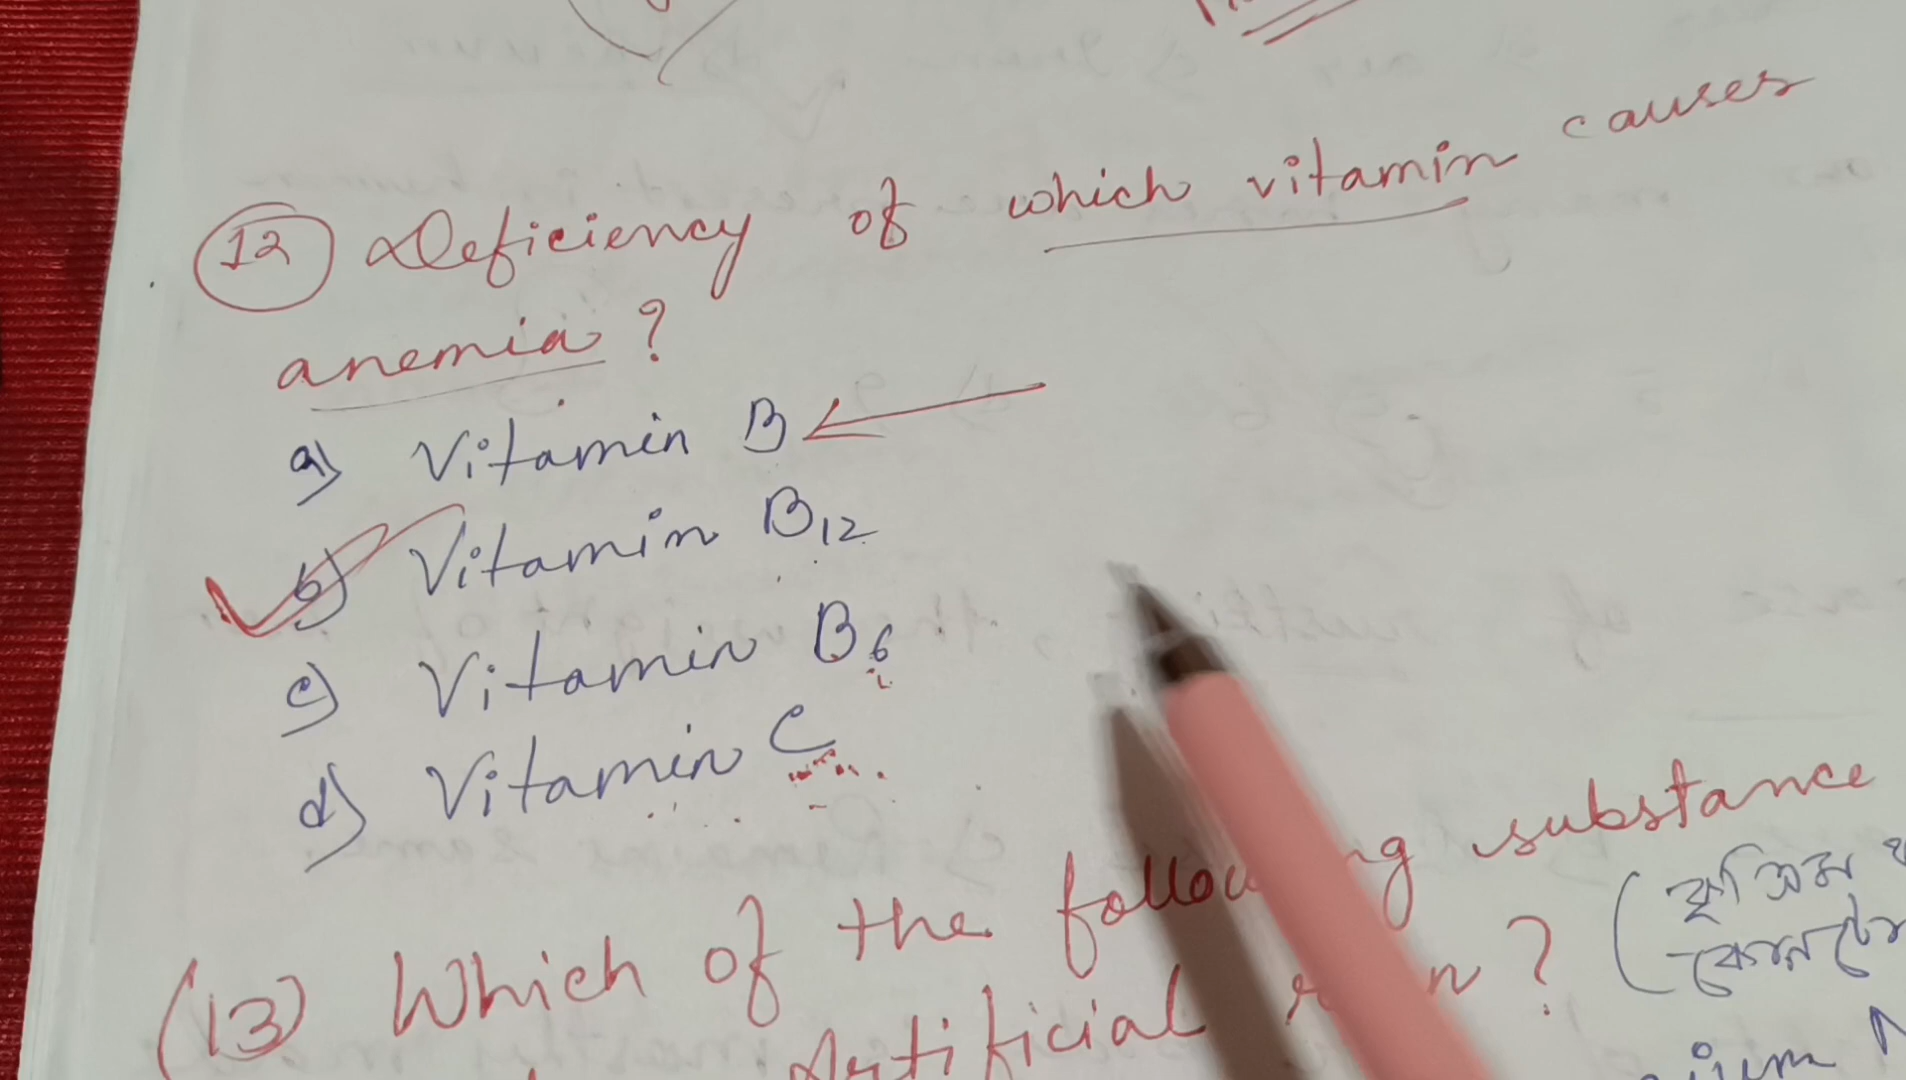 12 Deficiency of which vitamin causes
anemia?
a) Vitamin B
b) Vitamin B12
c) Vitamin B6
d) Vitamin C
(13) Which of the following substance
Artificial ? (কৃত্রিম